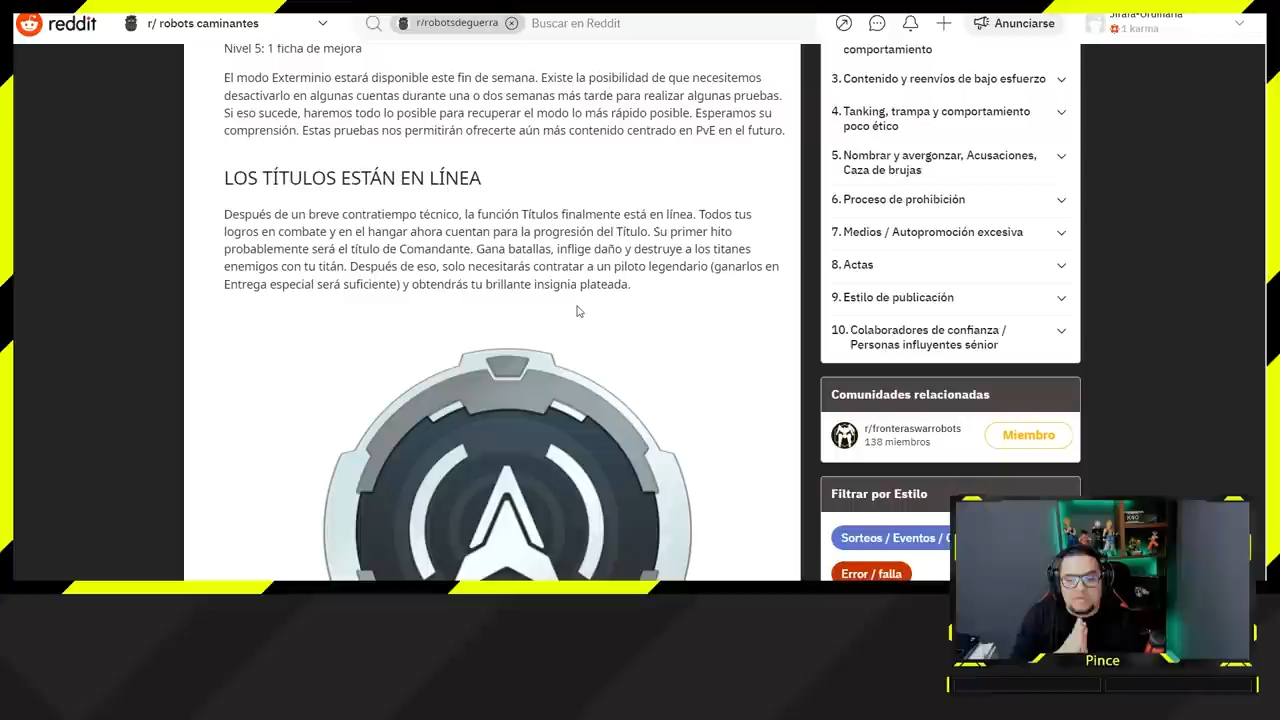 reddit
r/ robots caminantes
r/robotsdeguerra
Buscar en Reddit
Anunciarse
Jirafa-Ordinaria
1 karma
Nivel 5: 1 ficha de mejora
El modo Exterminio estará disponible este fin de semana. Existe la posibilidad de que necesitemos
desactivarlo en algunas cuentas durante una o dos semanas más tarde para realizar algunas pruebas.
Si eso sucede, haremos todo lo posible para recuperar el modo lo más rápido posible. Esperamos su
comprensión. Estas pruebas nos permitirán ofrecerte aún más contenido centrado en PvE en el futuro.
LOS TÍTULOS ESTÁN EN LÍNEA
Después de un breve contratiempo técnico, la función Títulos finalmente está en línea. Todos tus
logros en combate y en el hangar ahora cuentan para la progresión del Título. Su primer hito
probablemente será el título de Comandante. Gana batallas, inflige daño y destruye a los titanes
enemigos con tu titán. Después de eso, solo necesitarás contratar a un piloto legendario (ganarlos en
Entrega especial será suficiente) y obtendrás tu brillante insignia plateada.
comportamiento
3. Contenido y reenvíos de bajo esfuerzo
4. Tanking, trampa y comportamiento
poco ético
5. Nombrar y avergonzar, Acusaciones,
Caza de brujas
6. Proceso de prohibición
7. Medios / Autopromoción excesiva
8. Actas
9. Estilo de publicación
10. Colaboradores de confianza /
Personas influyentes sénior
Comunidades relacionadas
r/fronteraswarrobots
138 miembros
Miembro
Filtrar por Estilo
Sorteos / Eventos /
Error / falla
Pince